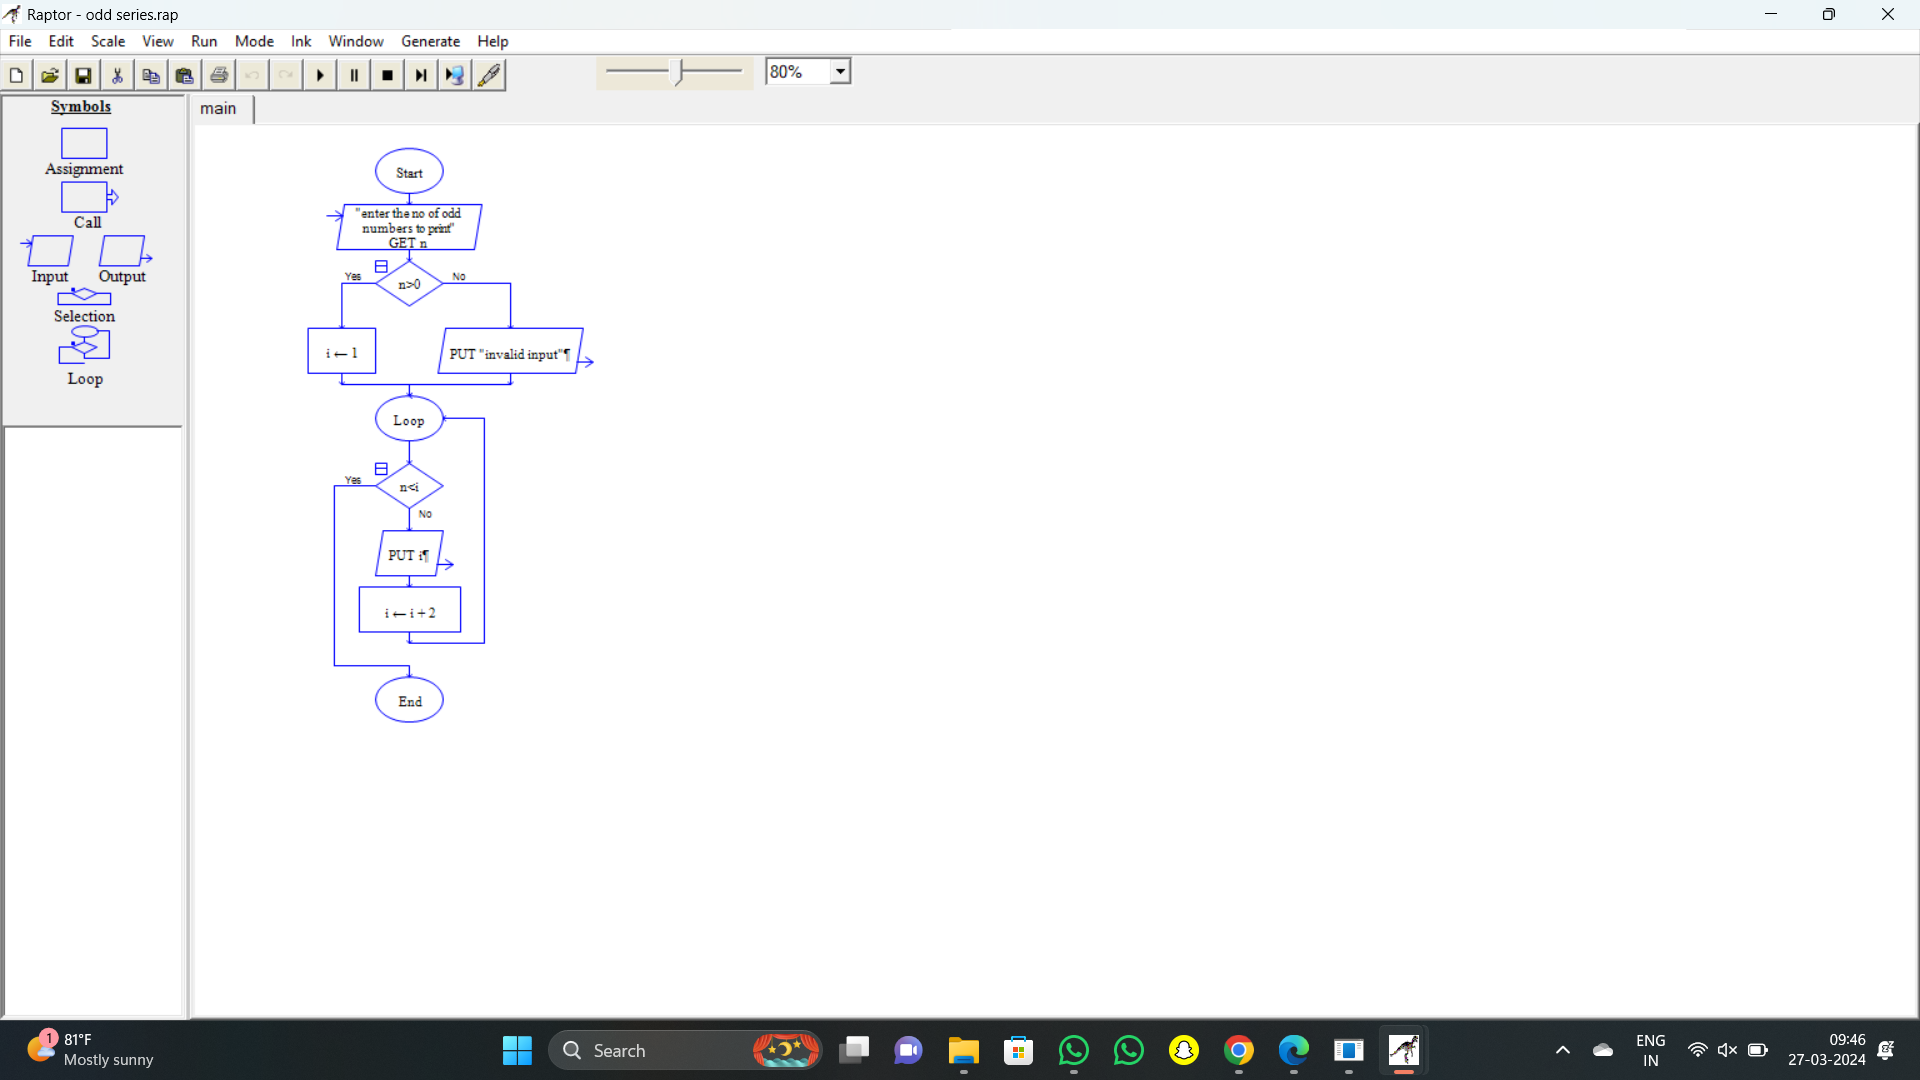 Raptor - odd series.rap
File Edit Scale View Run Mode Ink Window Generate Help
80%
Symbols
Assignment
Call
Input Output
Selection
Loop
main
Start
"enter the no of odd
numbers to print"
GET n
Yes No
n>0
i ← 1
PUT "invalid input"¶
Loop
Yes
n<i
No
PUT i¶
i ← i + 2
End
1
81°F
Mostly sunny
Search
ENG
IN
09:46
27-03-2024